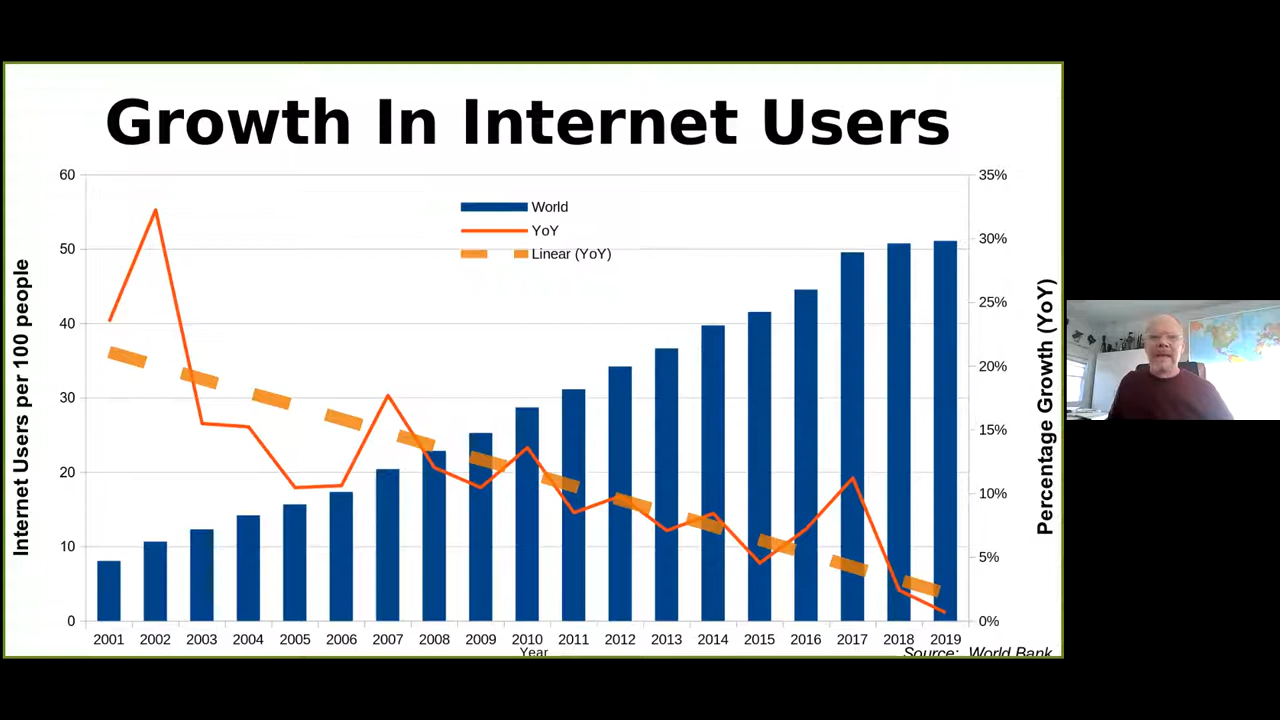 Growth In Internet Users
60
50
40
30
20
10
0
35%
30%
25%
20%
15%
10%
5%
0%
World
YoY
Linear (YoY)
Internet Users per 100 people
Percentage Growth (YoY)
2001 2002 2003 2004 2005 2006 2007 2008 2009 2010 2011 2012 2013 2014 2015 2016 2017 2018 2019
Year
Source: World Bank